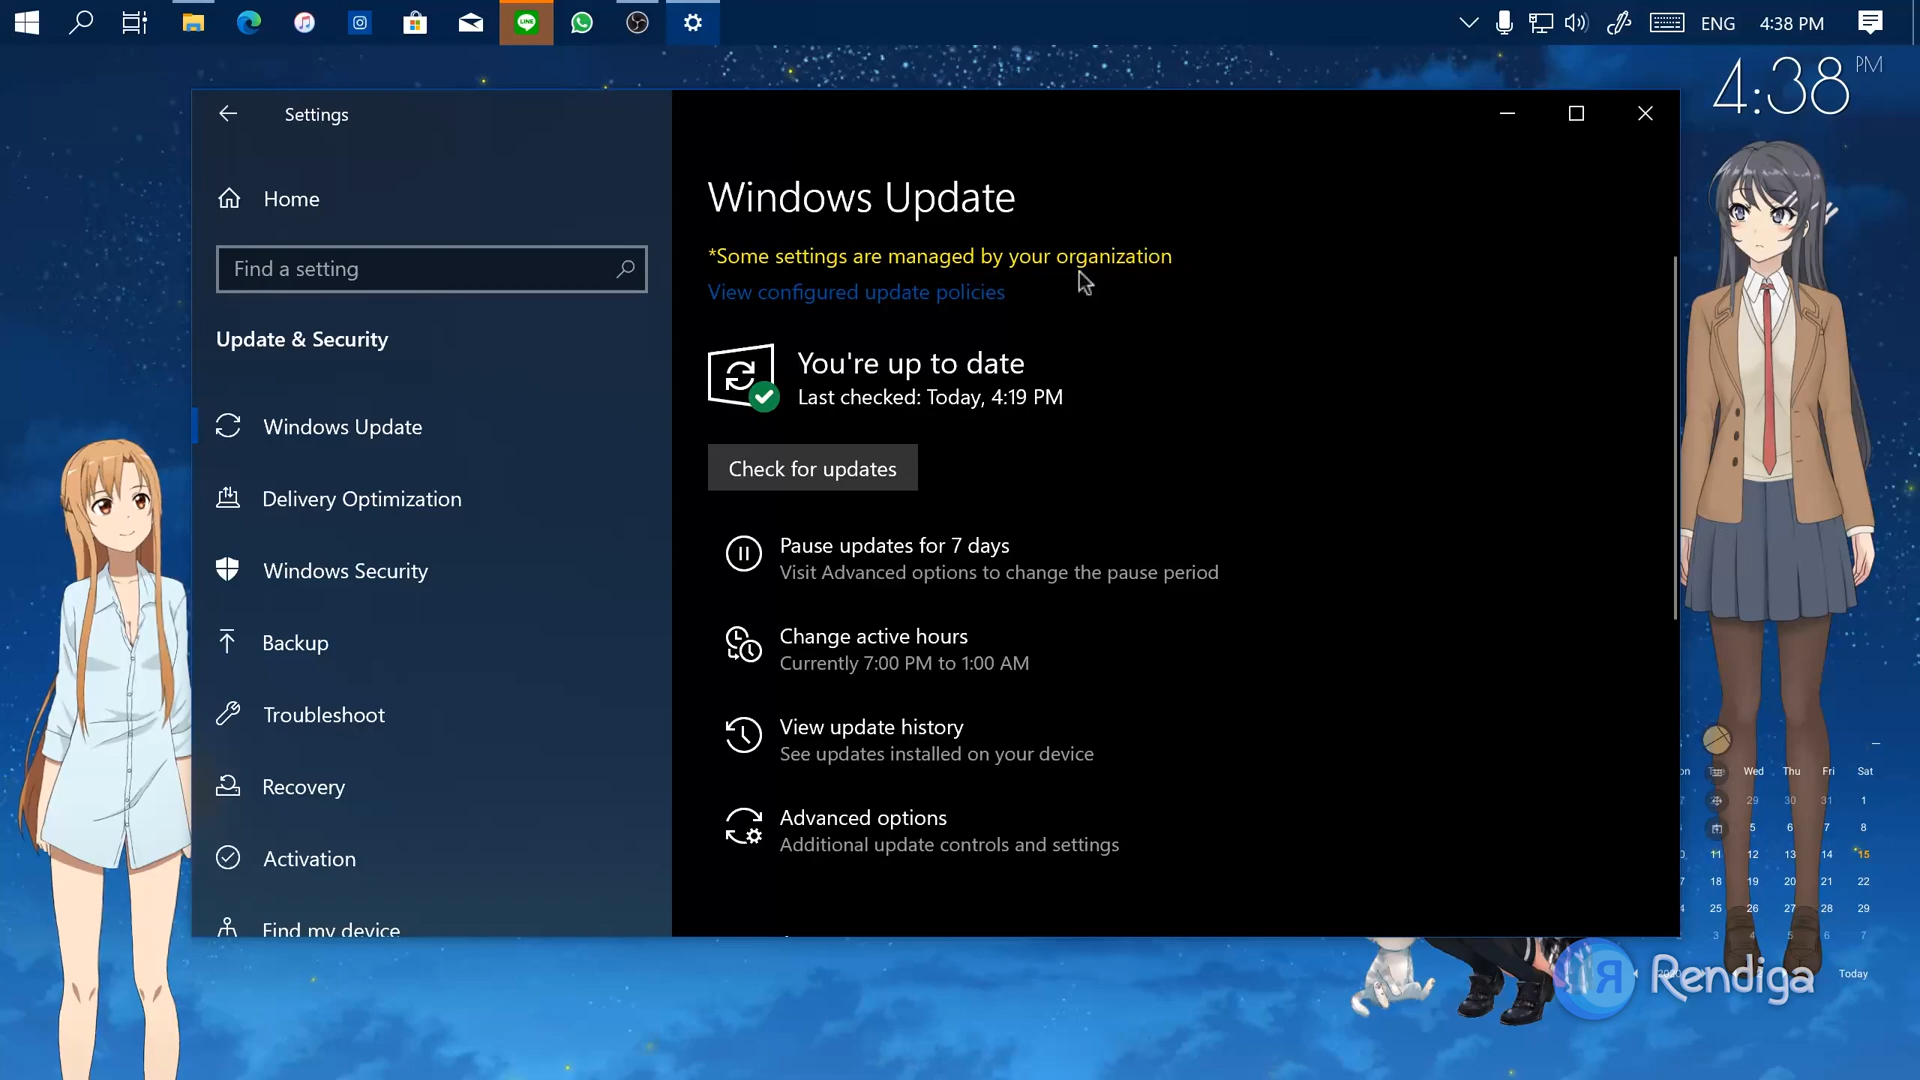 ENG
4:38 PM
4:38 PM
Settings
Home
Find a setting
Update & Security
Windows Update
Delivery Optimization
Windows Security
Backup
Troubleshoot
Recovery
Activation
Find my device
Windows Update
*Some settings are managed by your organization
View configured update policies
You're up to date
Last checked: Today, 4:19 PM
Check for updates
Pause updates for 7 days
Visit Advanced options to change the pause period
Change active hours
Currently 7:00 PM to 1:00 AM
View update history
See updates installed on your device
Advanced options
Additional update controls and settings
Wed Thu Fri Sat
29 30 31 1
5 6 7 8
11 12 13 14 15
18 19 20 21 22
25 26 27 28 29
3 4 5 6 7
Rendiga
Today